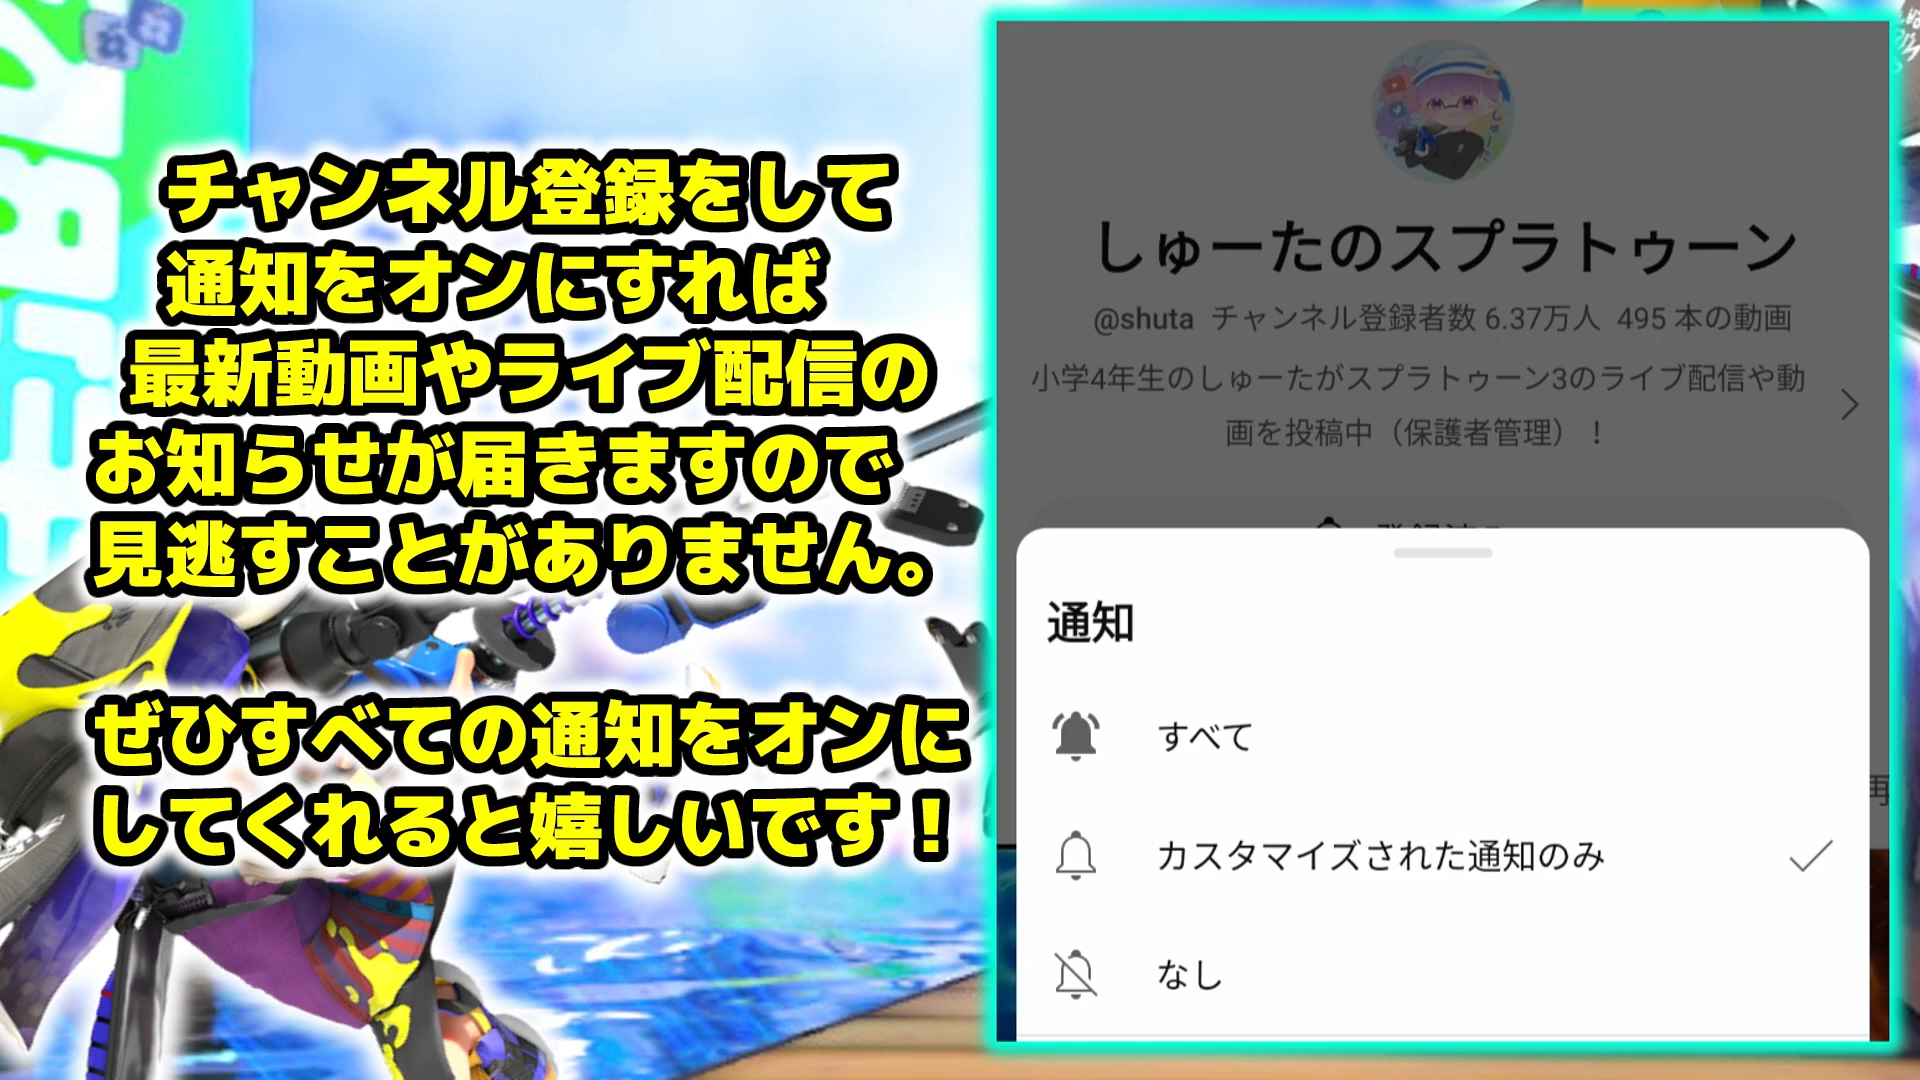 チャンネル登録をして
通知をオンにすれば
最新動画やライブ配信の
お知らせが届きますので
見逃すことがありません。
ぜひすべての通知をオンに
してくれると嬉しいです！
しゅーた
しゅーたのスプラトゥーン
@shuta チャンネル登録者数 6.37万人 495 本の動画
小学4年生のしゅーたがスプラトゥーン3のライブ配信や動
画を投稿中（保護者管理）！
通知
すべて
カスタマイズされた通知のみ
なし
再